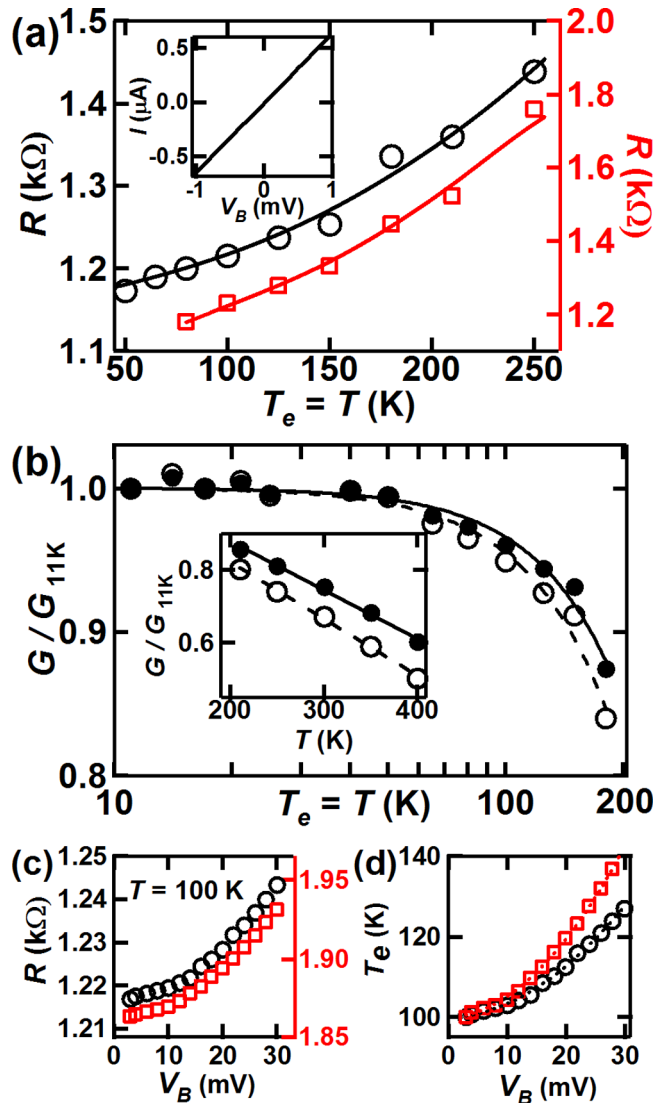 (a)
1.5
1.4
1.3
1.2
1.1
R (kΩ)
0.5
0.0
-0.5
I (μA)
-1
0
1
V_B (mV)
2.0
1.8
1.6
1.4
1.2
R (kΩ)
50
100
150
200
250
T_e = T (K)
(b)
1.0
0.9
0.8
G / G_11K
0.8
0.6
G / G_11K
200
300
400
T (K)
10
100
200
T_e = T (K)
(c)
1.25
1.24
1.23
1.22
1.21
R (kΩ)
T = 100 K
1.95
1.90
1.85
0
10
20
30
V_B (mV)
(d)
140
120
100
T_e (K)
0
10
20
30
V_B (mV)